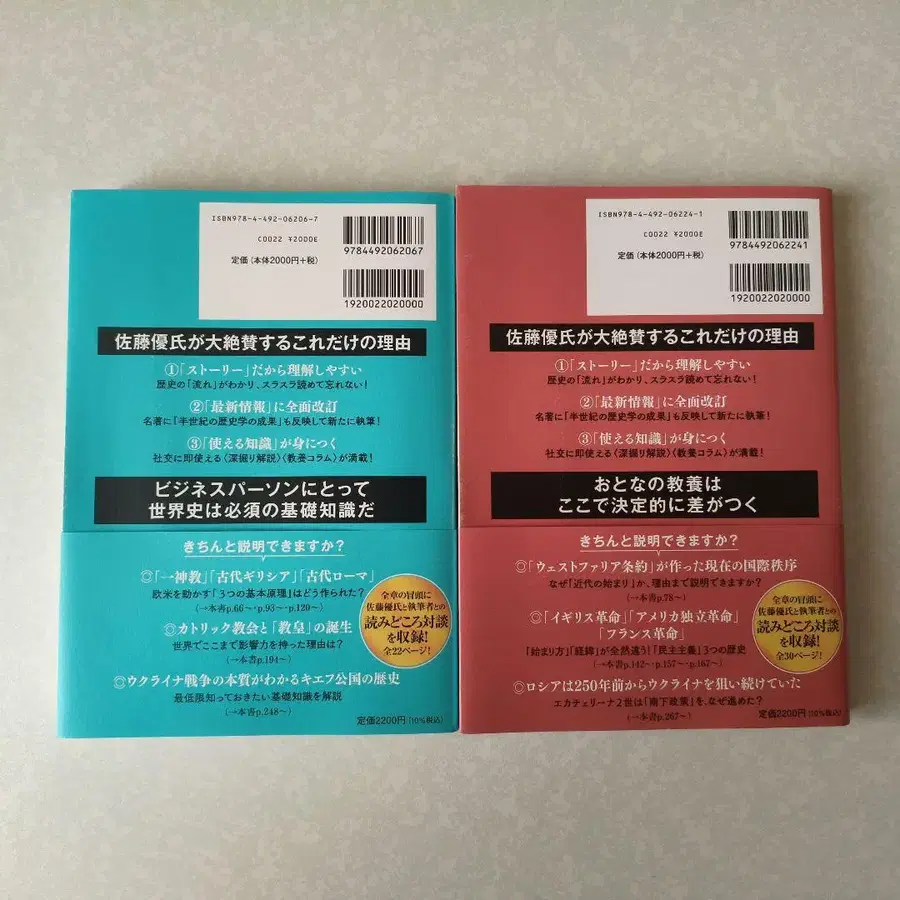 ISBN978-4-492-06206-7
C0022 ¥2000E
定価(本体2000円+税)
9784492062067
1920022020000
佐藤優氏が大絶賛するこれだけの理由
①「ストーリー」だから理解しやすい
歴史の「流れ」がわかり、スラスラ読めて忘れない!
②「最新情報」に全面改訂
名著に「半世紀の歴史学の成果」も反映して新たに執筆!
③「使える知識」が身につく
社交に即使える〈深掘り解説〉〈教養コラム〉が満載!
ビジネスパーソンにとって
世界史は必須の基礎知識だ
きちんと説明できますか?
◎「一神教」「古代ギリシア」「古代ローマ」
欧米を動かす「3つの基本原理」はどう作られた?
(→本書p.66〜・p.93〜・p.120〜)
◎カトリック教会と「教皇」の誕生
世界でここまで影響力を持った理由は?
(→本書p.194〜)
◎ウクライナ戦争の本質がわかるキエフ公国の歴史
最低限知っておきたい基礎知識を解説
(→本書p.248〜)
全章の冒頭に
佐藤優氏と執筆者との
読みどころ対談
を収録!
全22ページ!
定価2200円(10%税込)
ISBN978-4-492-06224-1
C0022 ¥2000E
定価(本体2000円+税)
9784492062241
1920022020000
佐藤優氏が大絶賛するこれだけの理由
①「ストーリー」だから理解しやすい
歴史の「流れ」がわかり、スラスラ読めて忘れない!
②「最新情報」に全面改訂
名著に「半世紀の歴史学の成果」も反映して新たに執筆!
③「使える知識」が身につく
社交に即使える〈深掘り解説〉〈教養コラム〉が満載!
おとなの教養は
ここで決定的に差がつく
きちんと説明できますか?
◎「ウェストファリア条約」が作った現在の国際秩序
なぜ「近代の始まり」か、理由まで説明できますか?
(→本書p.78〜)
◎「イギリス革命」「アメリカ独立革命」
「フランス革命」
「始まり方」「経緯」が全然違う!「民主主義」3つの歴史
(→本書p.142〜・p.157〜・p.167〜)
◎ロシアは250年前からウクライナを狙い続けていた
エカチェリーナ2世は「南下政策」を、なぜ進めた?
(→本書p.267〜)
全章の冒頭に
佐藤優氏と執筆者との
読みどころ対談
を収録!
全30ページ!
定価2200円(10%税込)